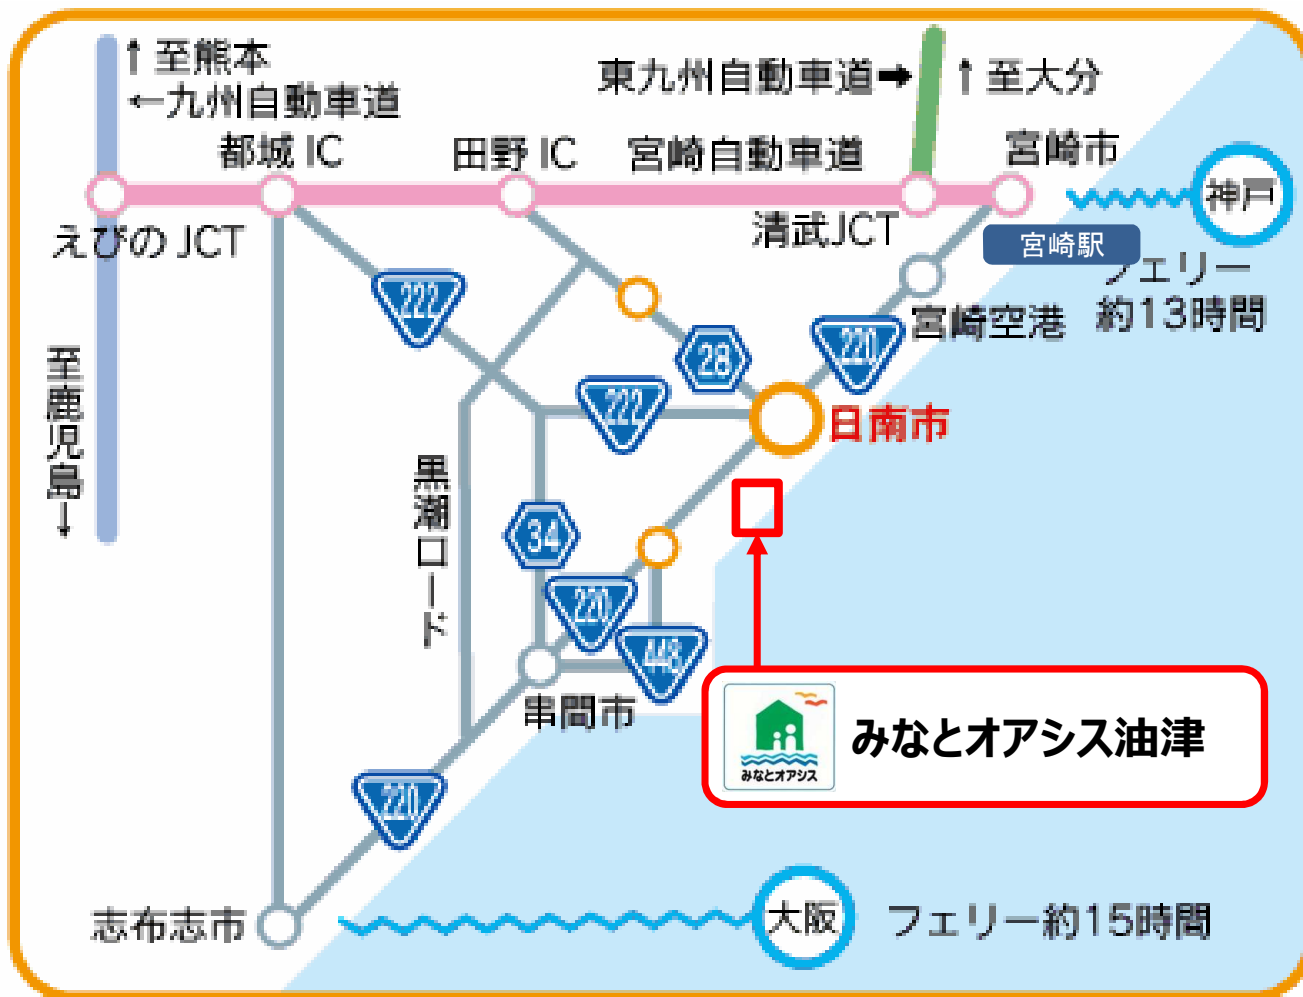 ↑至熊本
←九州自動車道
東九州自動車道➡
↑至大分
都城 IC
田野 IC
宮崎自動車道
宮崎市
神戸
えびの JCT
清武JCT
宮崎駅
フェリー
約13時間
宮崎空港
222
28
220
222
日南市
至鹿児島→
黒潮ロード
34
220
448
串間市
みなとオアシス
みなとオアシス油津
220
志布志市
大阪
フェリー約15時間